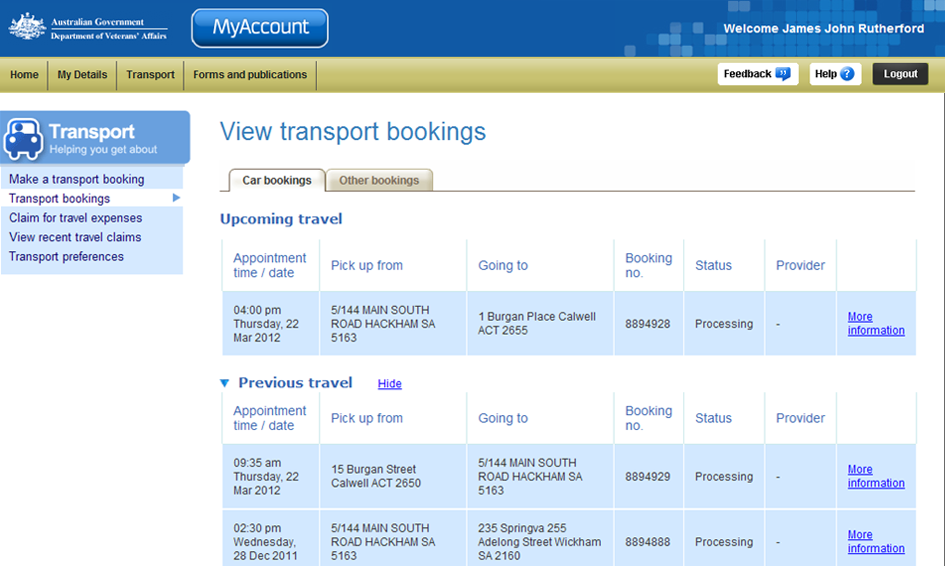 Australian Government
Department of Veterans' Affairs
MyAccount
Welcome James John Rutherford
Home
My Details
Transport
Forms and publications
Feedback
Help ?
Logout
Transport
Helping you get about
Make a transport booking
Transport bookings
Claim for travel expenses
View recent travel claims
Transport preferences
View transport bookings
Car bookings
Other bookings
Upcoming travel
Appointment
time / date
Pick up from
Going to
Booking
no.
Status
Provider
04:00 pm
Thursday, 22
Mar 2012
5/144 MAIN SOUTH
ROAD HACKHAM SA
5163
1 Burgan Place Calwell
ACT 2655
8894928
Processing
-
More
information
Previous travel
Hide
Appointment
time / date
Pick up from
Going to
Booking
no.
Status
Provider
09:35 am
Thursday, 22
Mar 2012
15 Burgan Street
Calwell ACT 2650
5/144 MAIN SOUTH
ROAD HACKHAM SA
5163
8894929
Processing
-
More
information
02:30 pm
Wednesday,
28 Dec 2011
5/144 MAIN SOUTH
ROAD HACKHAM SA
5163
235 Springva 255
Adelong Street Wickham
SA 2160
8894888
Processing
-
More
information